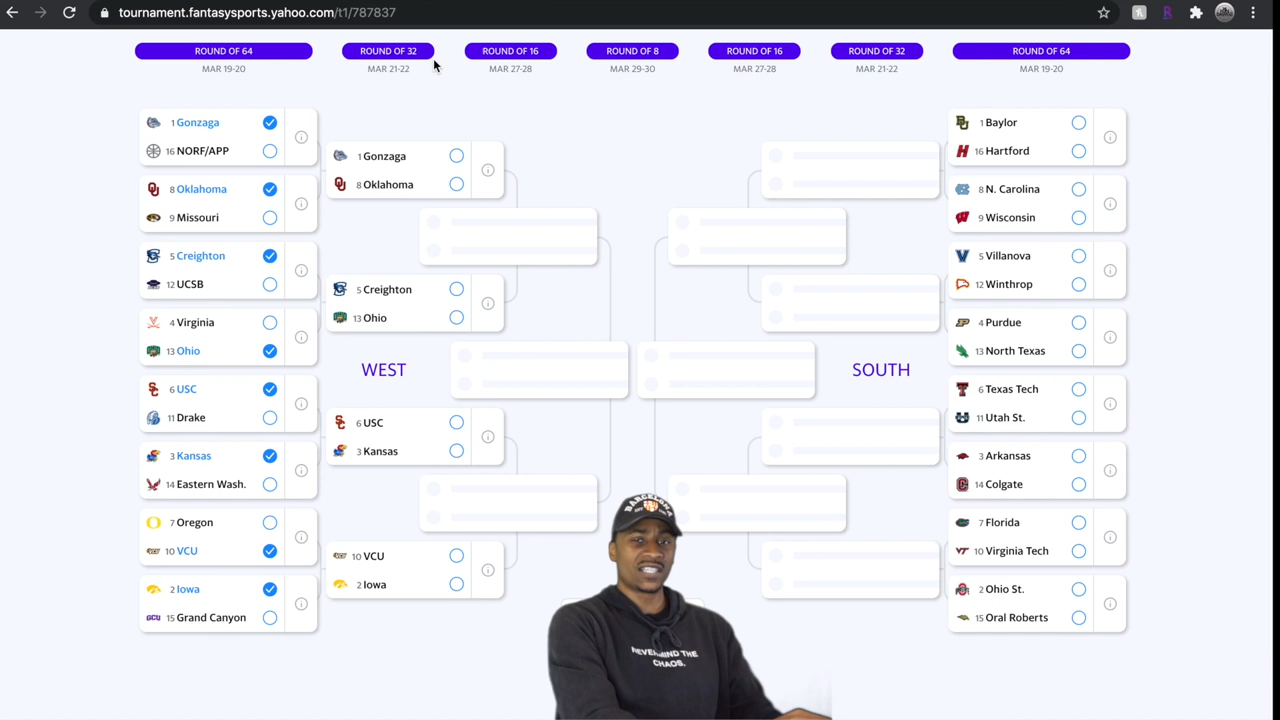 tournament.fantasysports.yahoo.com/t1/787837
ROUND OF 64
MAR 19-20
ROUND OF 32
MAR 21-22
ROUND OF 16
MAR 27-28
ROUND OF 8
MAR 29-30
ROUND OF 16
MAR 27-28
ROUND OF 32
MAR 21-22
ROUND OF 64
MAR 19-20
1 Gonzaga
16 NORF/APP
8 Oklahoma
9 Missouri
5 Creighton
12 UCSB
4 Virginia
13 Ohio
6 USC
11 Drake
3 Kansas
14 Eastern Wash.
7 Oregon
10 VCU
2 Iowa
15 Grand Canyon
1 Gonzaga
8 Oklahoma
5 Creighton
13 Ohio
WEST
6 USC
3 Kansas
10 VCU
2 Iowa
SOUTH
1 Baylor
16 Hartford
8 N. Carolina
9 Wisconsin
5 Villanova
12 Winthrop
4 Purdue
13 North Texas
6 Texas Tech
11 Utah St.
3 Arkansas
14 Colgate
7 Florida
10 Virginia Tech
2 Ohio St.
15 Oral Roberts
BARCELONA
NEVERMIND THE
CHAOS.